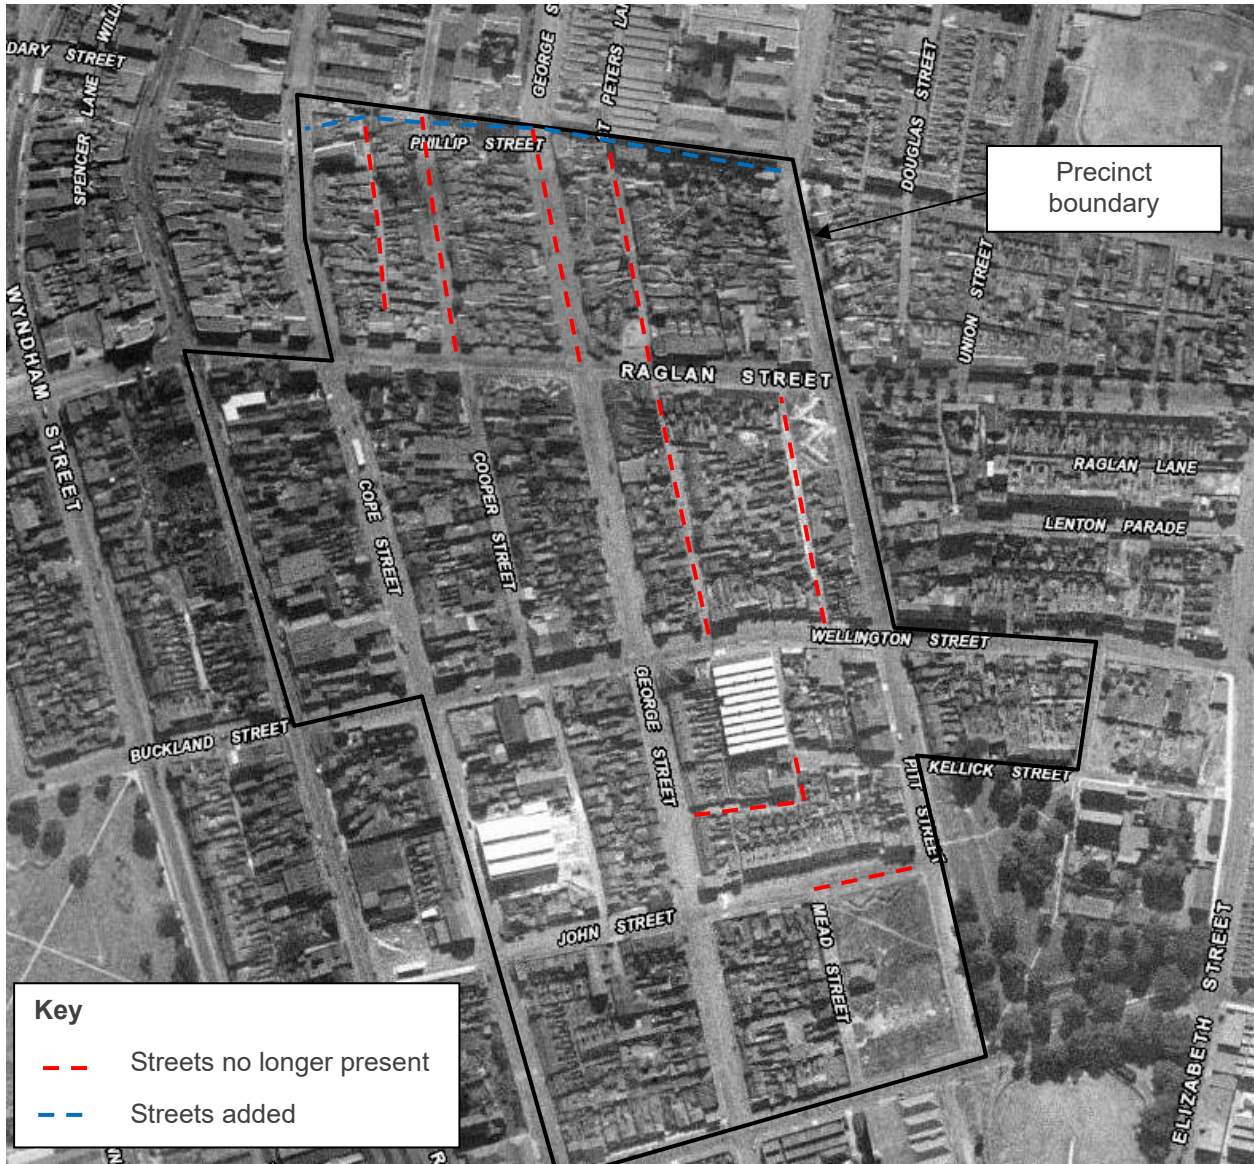 DARY STREET
SPENCER LANE
WILLI
GEORGE S
T PETERS LAN
DOUGLAS STREET
PHILLIP STREET
Precinct
boundary
UNION STREET
WYNDHAM STREET
RAGLAN STREET
RAGLAN LANE
LENTON PARADE
COPE STREET
COOPER STREET
WELLINGTON STREET
GEORGE STREET
BUCKLAND STREET
KELLICK STREET
PITT STREET
JOHN STREET
MEAD STREET
ELIZABETH STREET
Key
Streets no longer present
Streets added